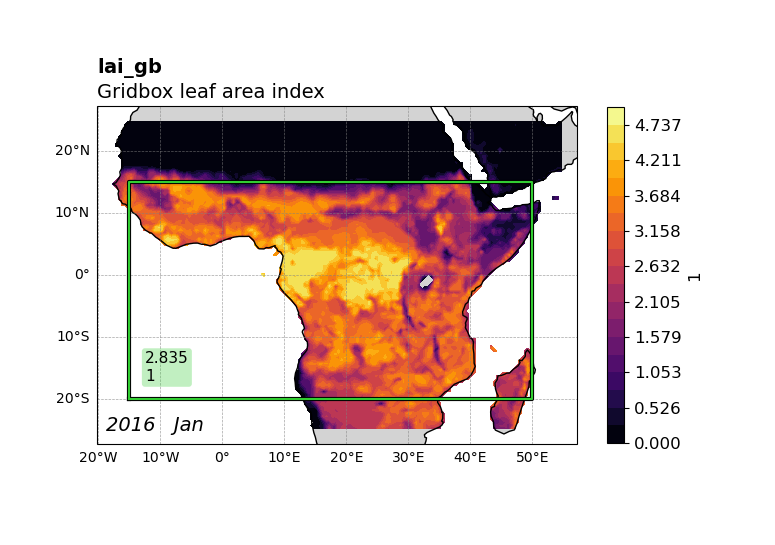 lai_gb
Gridbox leaf area index
20°N
10°N
0°
10°S
20°S
2.835
1
2016 Jan
20°W
10°W
0°
10°E
20°E
30°E
40°E
50°E
4.737
4.211
3.684
3.158
2.632
2.105
1.579
1.053
0.526
0.000
1